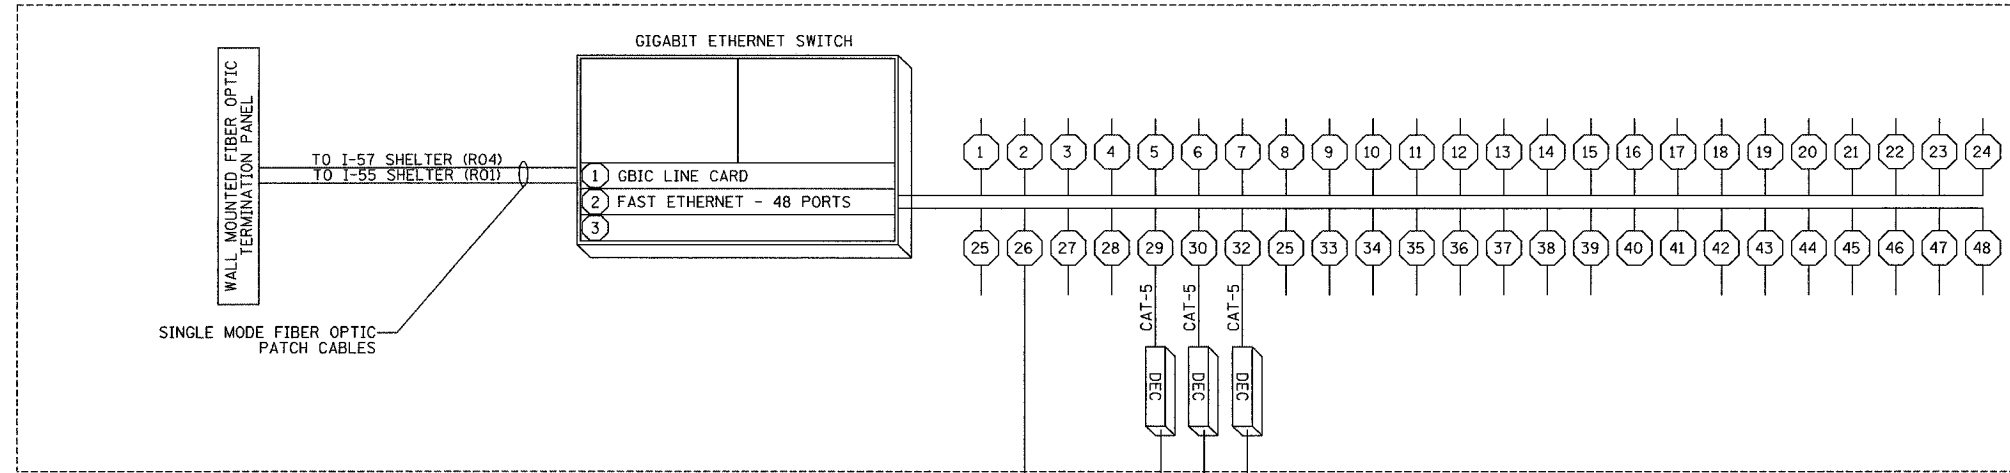 GIGABIT ETHERNET SWITCH
WALL MOUNTED FIBER OPTIC
TERMINATION PANEL
TO I-57 SHELTER (RO4)
TO I-55 SHELTER (RO1)
1 GBIC LINE CARD
2 FAST ETHERNET - 48 PORTS
3
SINGLE MODE FIBER OPTIC
PATCH CABLES
1 2 3 4 5 6 7 8 9 10 11 12 13 14 15 16 17 18 19 20 21 22 23 24
25 26 27 28 29 30 32 25 33 34 35 36 37 38 39 40 41 42 43 44 45 46 47 48
CAT-5 CAT-5 CAT-5
DEC DEC DEC